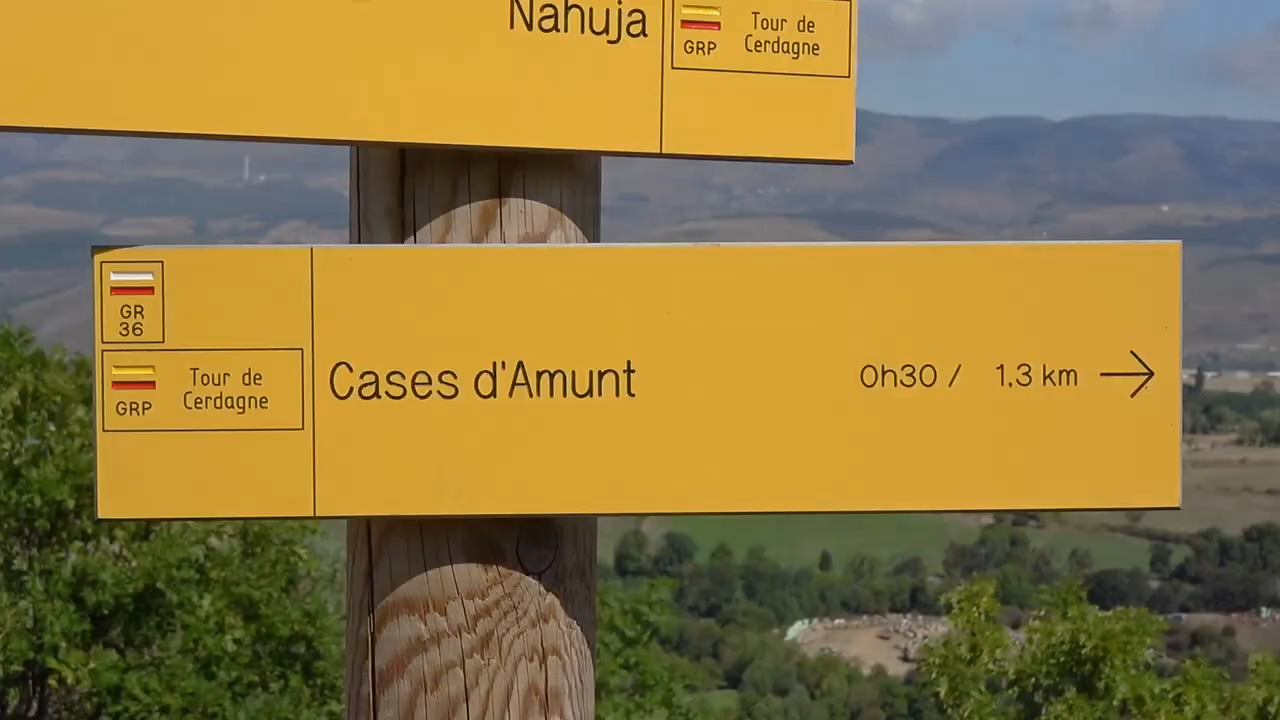 Nahuja
GRP
Tour de
Cerdagne
GR
36
GRP
Tour de
Cerdagne
Cases d'Amunt
0h30 / 1.3 km